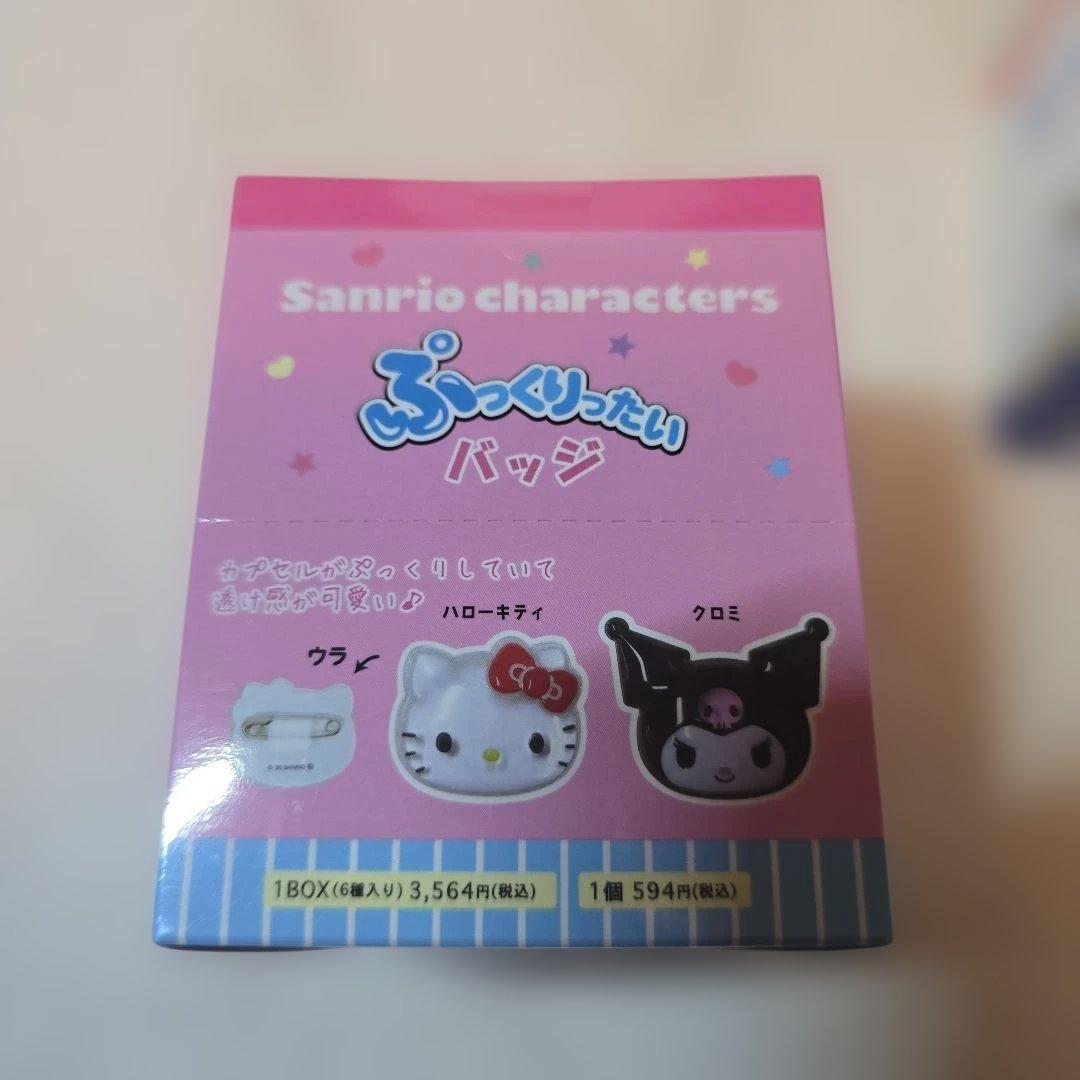 Sanrio characters
ぷっくりったい
バッジ
カプセルがぷっくりしていて
透け感が可愛い♪
ハローキティ
クロミ
ウラ
1BOX(6種入り) 3,564円(税込)
1個 594円(税込)